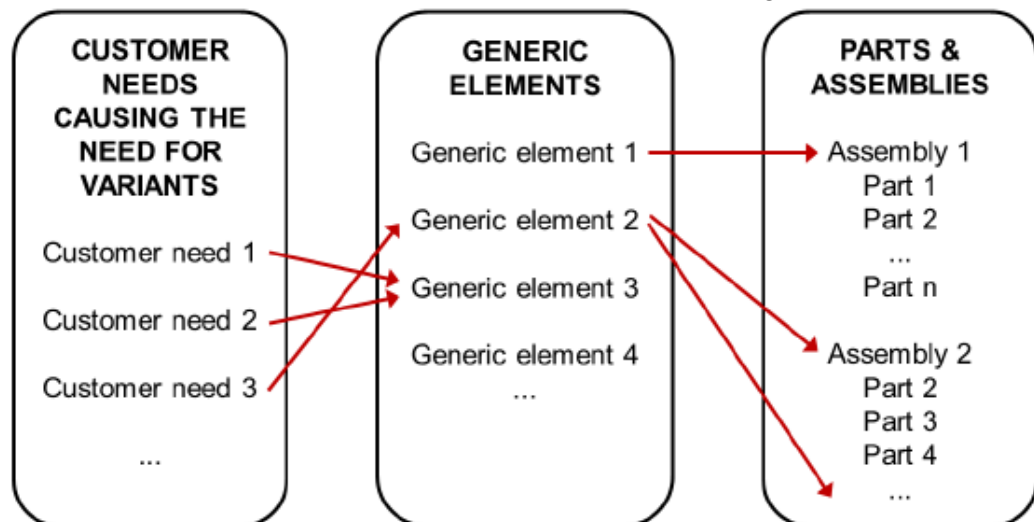 CUSTOMER
NEEDS
CAUSING THE
NEED FOR
VARIANTS
Customer need 1
Customer need 2
Customer need 3
...
GENERIC
ELEMENTS
Generic element 1
Generic element 2
Generic element 3
Generic element 4
...
PARTS &
ASSEMBLIES
Assembly 1
Part 1
Part 2
...
Part n
Assembly 2
Part 2
Part 3
Part 4
...